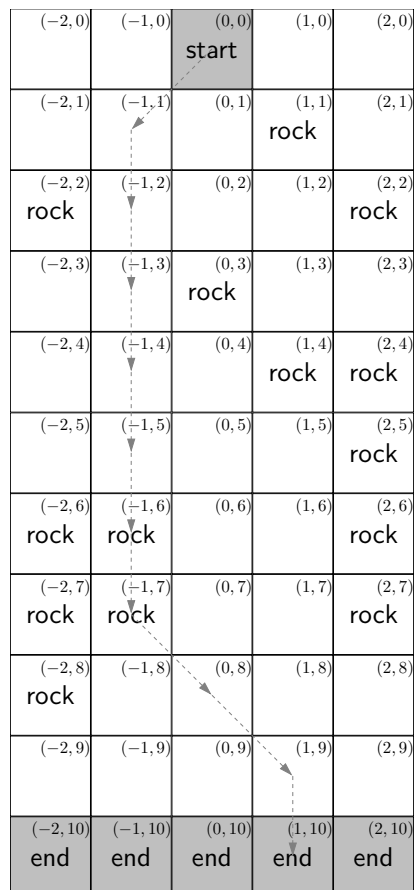 (−2, 0) (−1, 0) (0, 0) (1, 0) (2, 0)
start
(−2, 1) (−1, 1) (0, 1) (1, 1) (2, 1)
rock
(−2, 2) (−1, 2) (0, 2) (1, 2) (2, 2)
rock rock
(−2, 3) (−1, 3) (0, 3) (1, 3) (2, 3)
rock
(−2, 4) (−1, 4) (0, 4) (1, 4) (2, 4)
rock rock
(−2, 5) (−1, 5) (0, 5) (1, 5) (2, 5)
rock
(−2, 6) (−1, 6) (0, 6) (1, 6) (2, 6)
rock rock rock
(−2, 7) (−1, 7) (0, 7) (1, 7) (2, 7)
rock rock rock
(−2, 8) (−1, 8) (0, 8) (1, 8) (2, 8)
rock
(−2, 9) (−1, 9) (0, 9) (1, 9) (2, 9)
(−2, 10) (−1, 10) (0, 10) (1, 10) (2, 10)
end end end end end